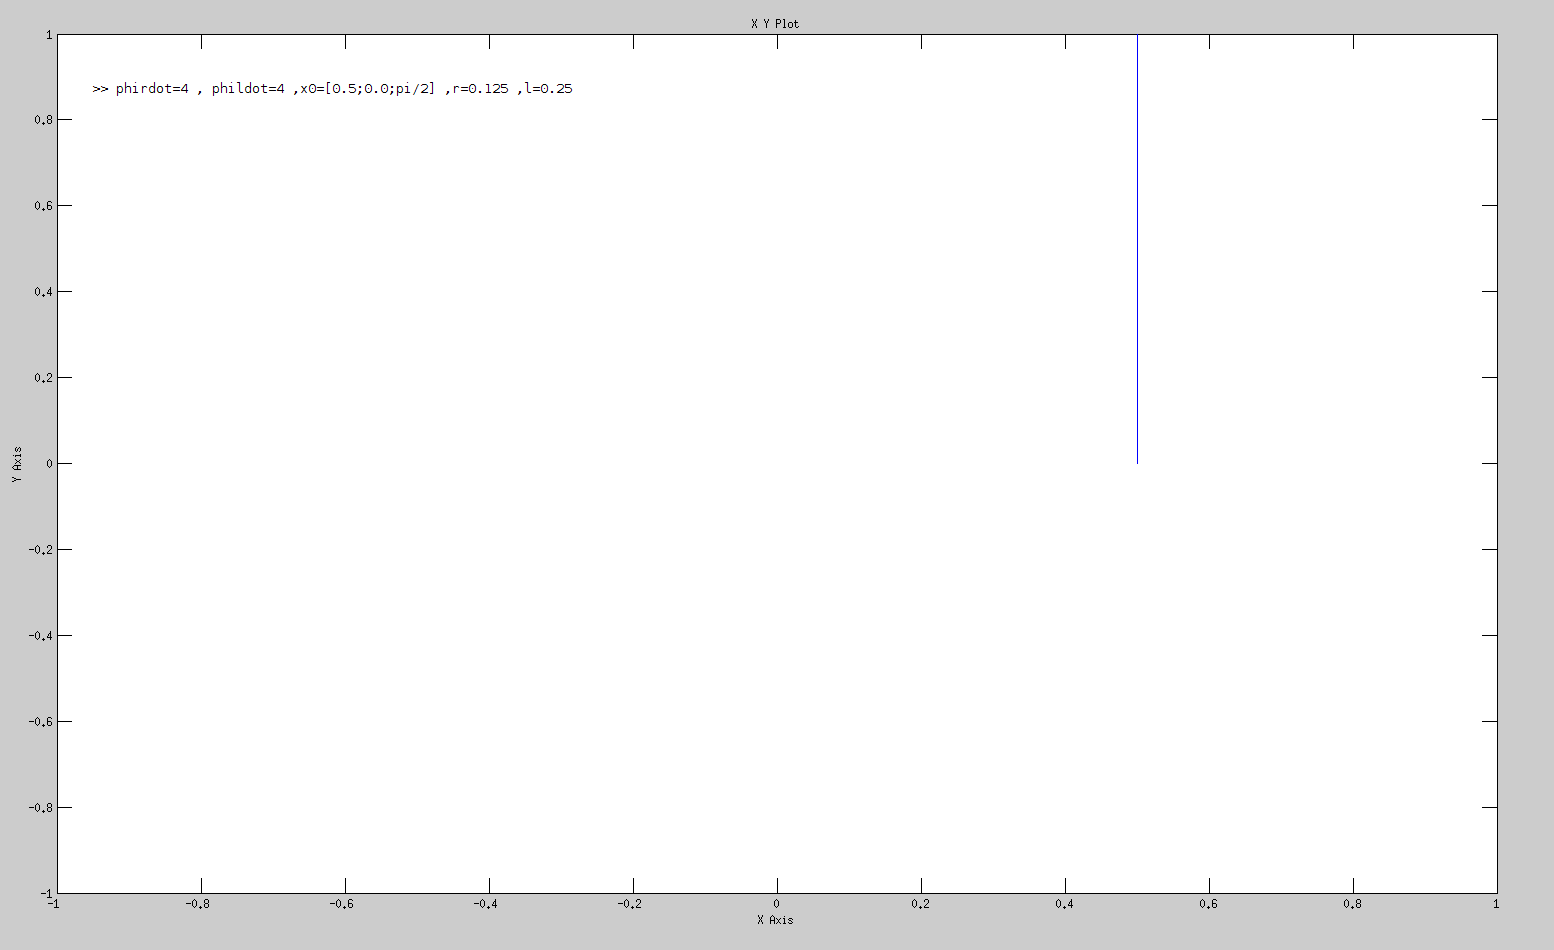 X Y Plot
>> phirdot=4 , phildot=4 ,x0=[0.5;0.0;pi/2] ,r=0.125 ,l=0.25
1
0.8
0.6
0.4
0.2
0
-0.2
-0.4
-0.6
-0.8
-1
Y Axis
-1 -0.8 -0.6 -0.4 -0.2 0 0.2 0.4 0.6 0.8 1
X Axis